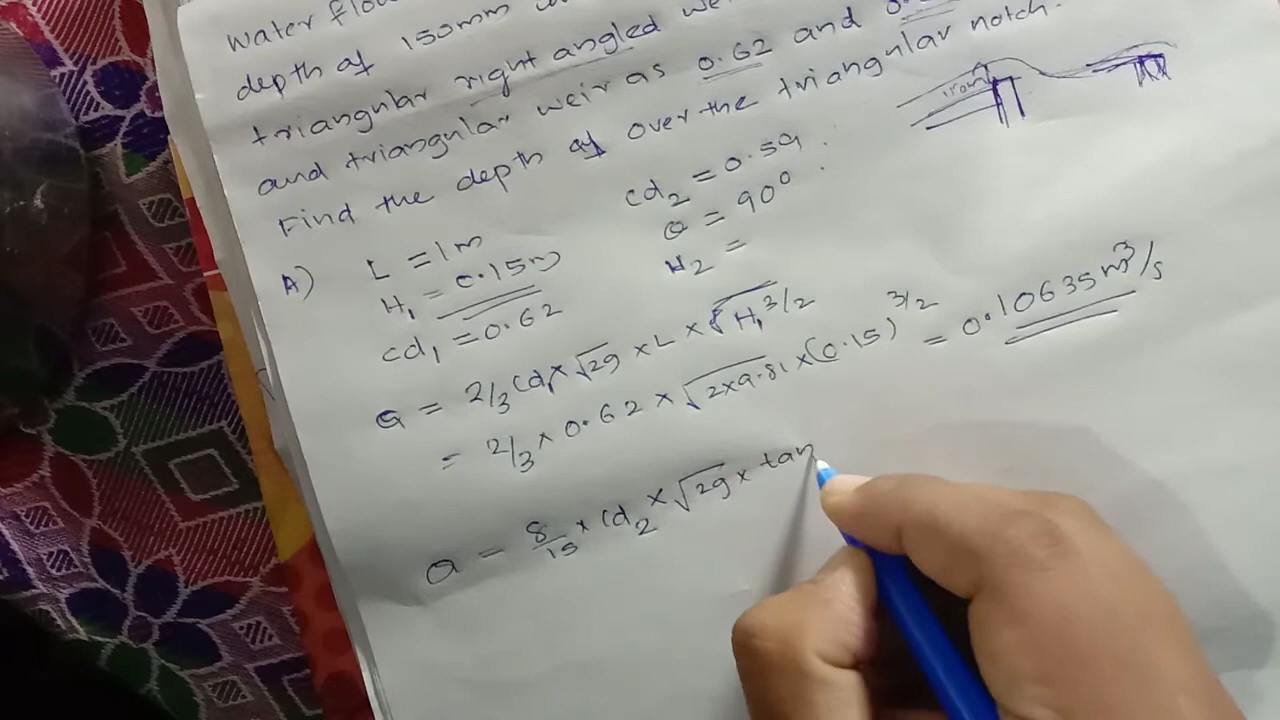 water flo
depth of 150mm
triangular right angled we
and triangular weir as 0.62 and 0.
Find the depth of over the triangular notch.
A) L = 1m
H1 = 0.15m
cd1 = 0.62
cd2 = 0.59
θ = 90°
H2 =
Q = 2/3 Cd1 × √2g × L × H1^3/2
= 2/3 × 0.62 × √2×9.81 × (0.15)^3/2 = 0.10635 m³/s
Q = 8/15 × Cd2 × √2g × tan